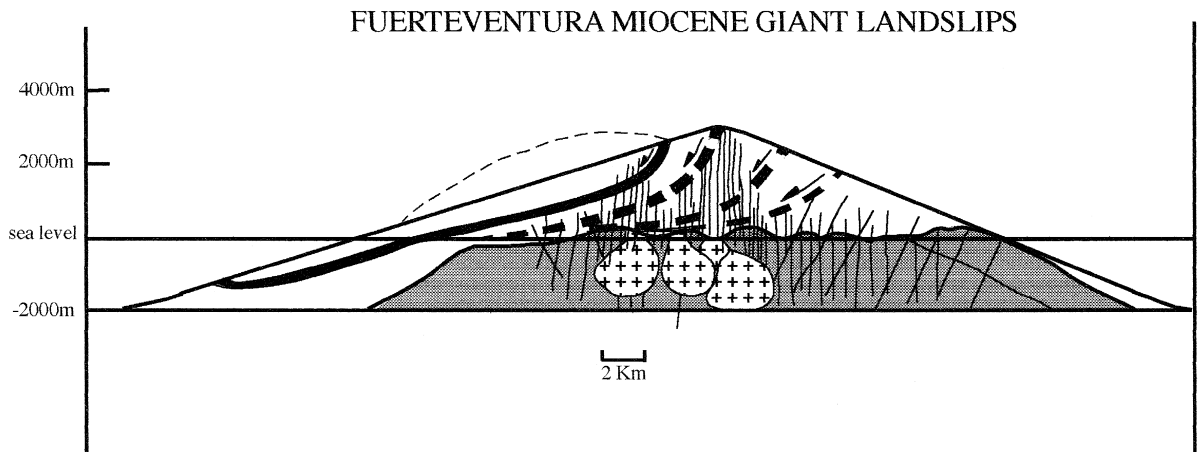 FUERTEVENTURA MIOCENE GIANT LANDSLIPS
4000m
2000m
sea level
-2000m
2 Km